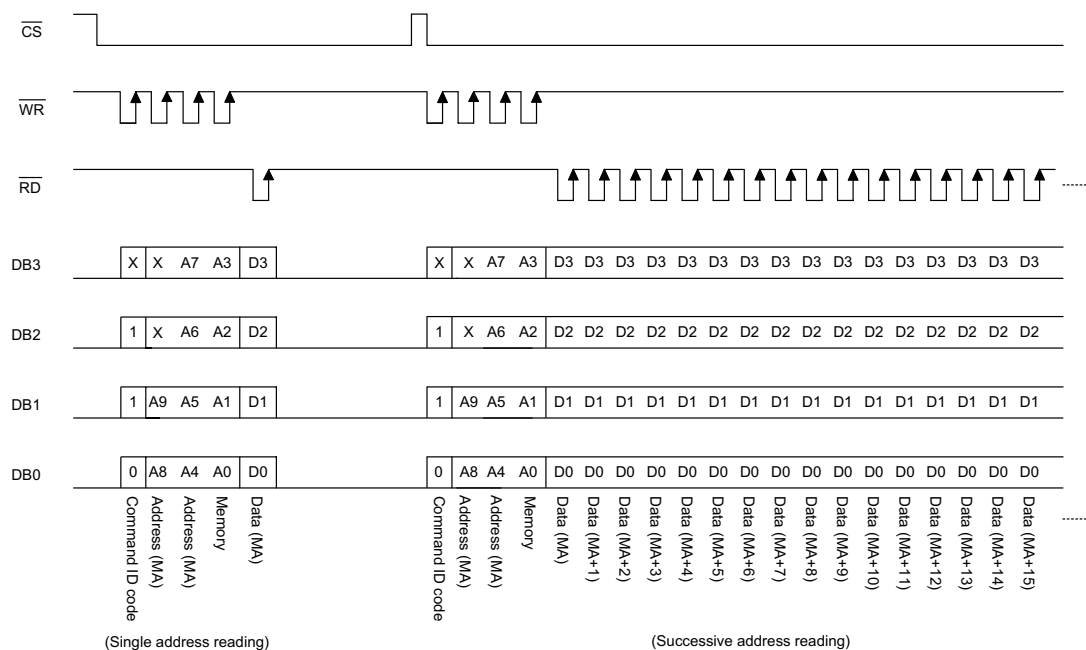 CS
WR
RD
DB3 X X A7 A3 D3 X X A7 A3 D3 D3 D3 D3 D3 D3 D3 D3 D3 D3 D3 D3 D3 D3 D3 D3
DB2 1 X A6 A2 D2 1 X A6 A2 D2 D2 D2 D2 D2 D2 D2 D2 D2 D2 D2 D2 D2 D2 D2 D2
DB1 1 A9 A5 A1 D1 1 A9 A5 A1 D1 D1 D1 D1 D1 D1 D1 D1 D1 D1 D1 D1 D1 D1 D1 D1
DB0 0 A8 A4 A0 D0 0 A8 A4 A0 D0 D0 D0 D0 D0 D0 D0 D0 D0 D0 D0 D0 D0 D0 D0 D0
Command ID code
Address (MA)
Address (MA)
Memory
Data (MA)
Command ID code
Address (MA)
Address (MA)
Memory
Data (MA)
Data (MA+1)
Data (MA+2)
Data (MA+3)
Data (MA+4)
Data (MA+5)
Data (MA+6)
Data (MA+7)
Data (MA+8)
Data (MA+9)
Data (MA+10)
Data (MA+11)
Data (MA+12)
Data (MA+13)
Data (MA+14)
Data (MA+15)
(Single address reading)
(Successive address reading)